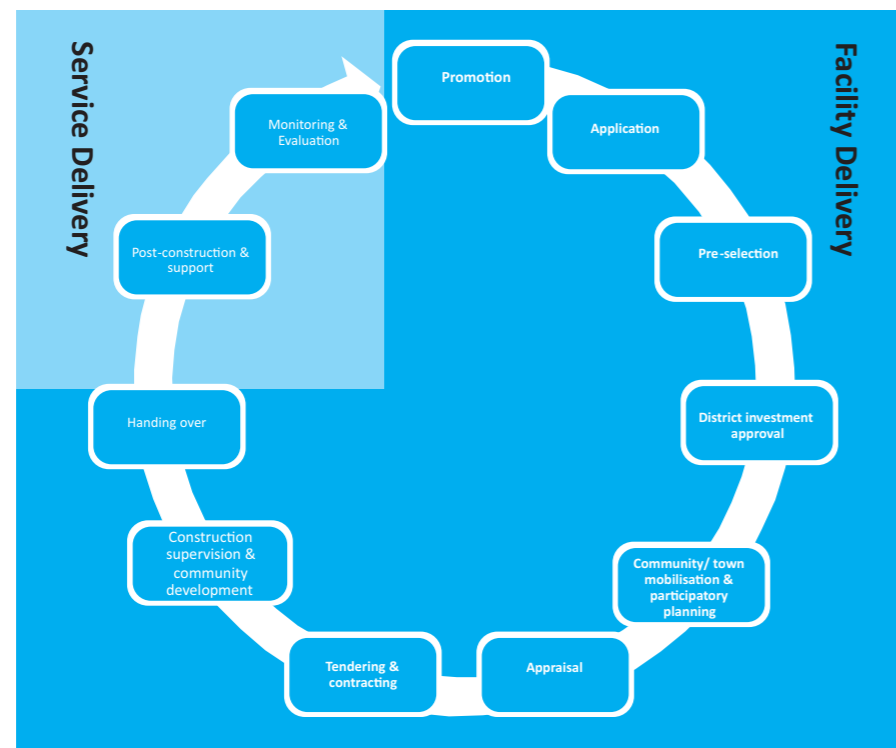 Service Delivery
Facility Delivery
Promotion
Application
Pre-selection
District investment
approval
Community/ town
mobilisation &
participatory
planning
Appraisal
Tendering &
contracting
Construction
supervision &
community
development
Handing over
Post-construction &
support
Monitoring &
Evaluation